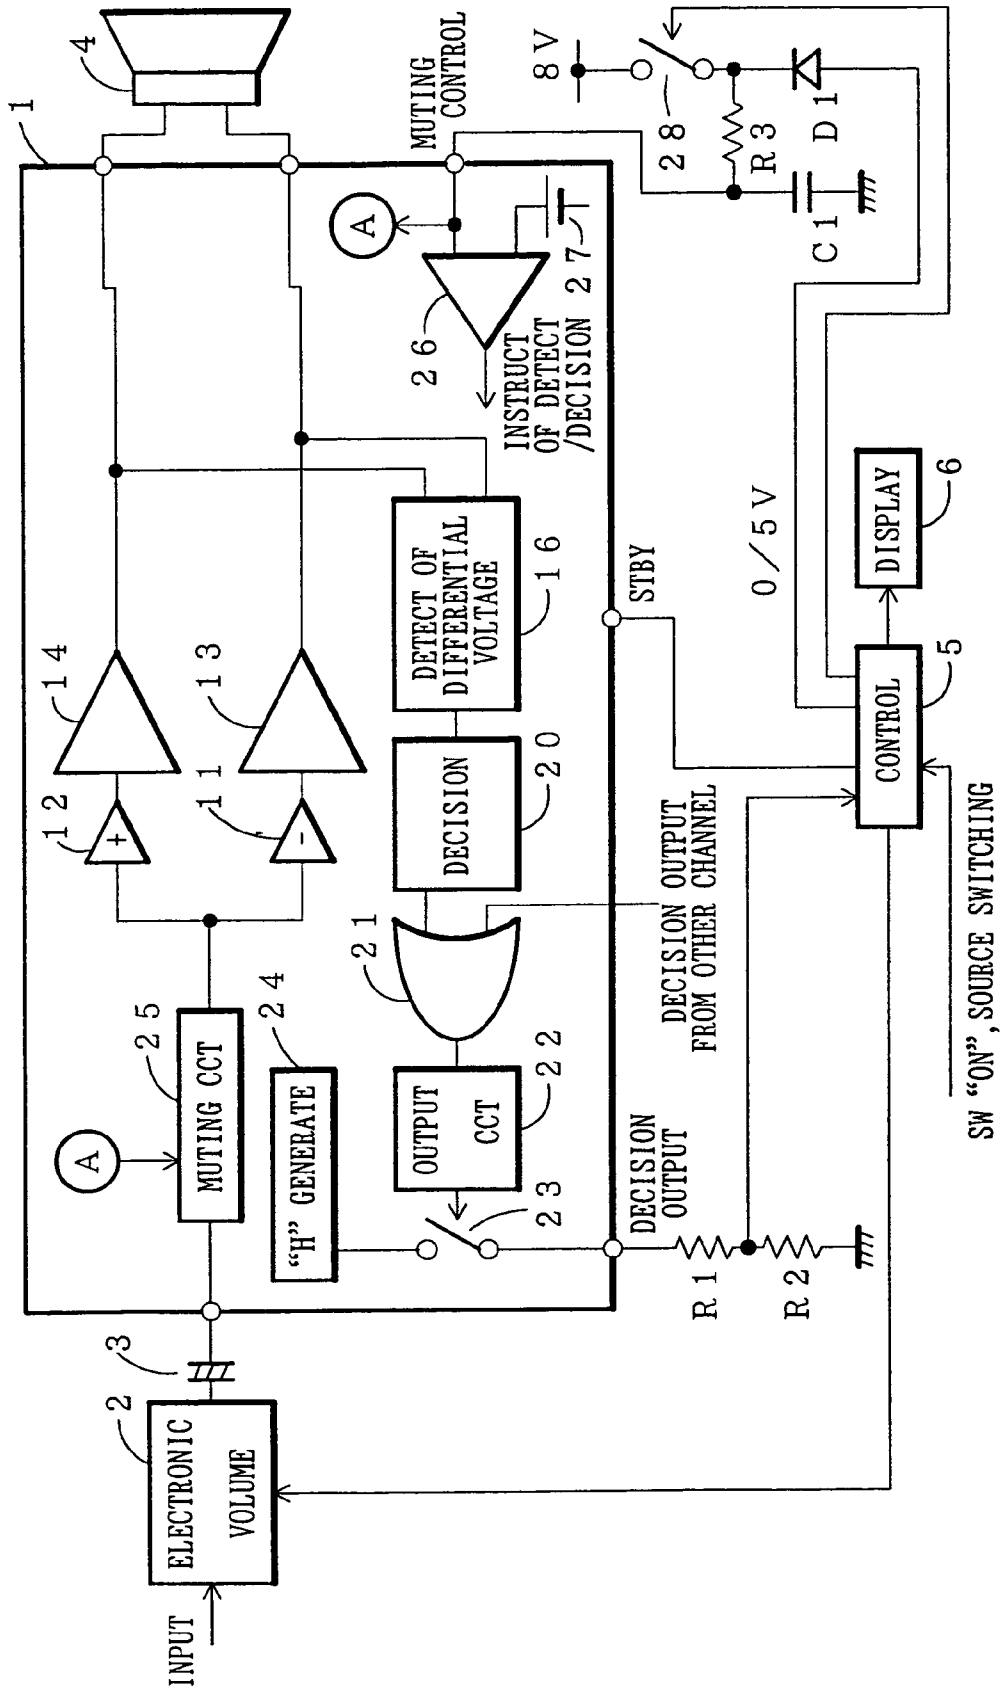 INPUT
ELECTRONIC
VOLUME
2
3
1
A
MUTING CCT
25
+
12
-
11
14
13
4
"H" GENERATE
24
23
OUTPUT
CCT
22
21
DECISION
20
DETECT OF
DIFFERENTIAL
VOLTAGE
16
A
26
27
INSTRUCT
OF DETECT
/DECISION
MUTING
CONTROL
8V
28
R3
D1
C1
DECISION
OUTPUT
R1
R2
DECISION OUTPUT
FROM OTHER CHANNEL
STBY
0/5V
CONTROL
5
DISPLAY
6
SW "ON", SOURCE SWITCHING